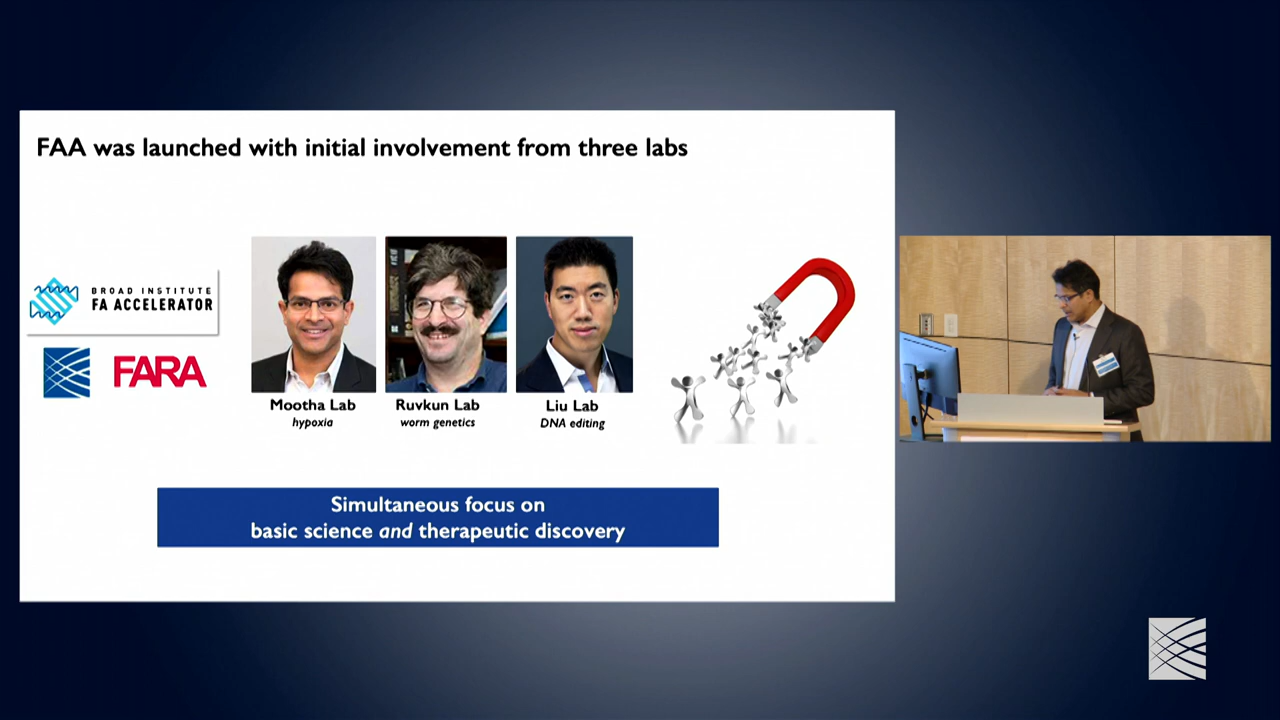 FAA was launched with initial involvement from three labs
BROAD INSTITUTE
FA ACCELERATOR
FARA
Mootha Lab
hypoxia
Ruvkun Lab
worm genetics
Liu Lab
DNA editing
Simultaneous focus on
basic science and therapeutic discovery